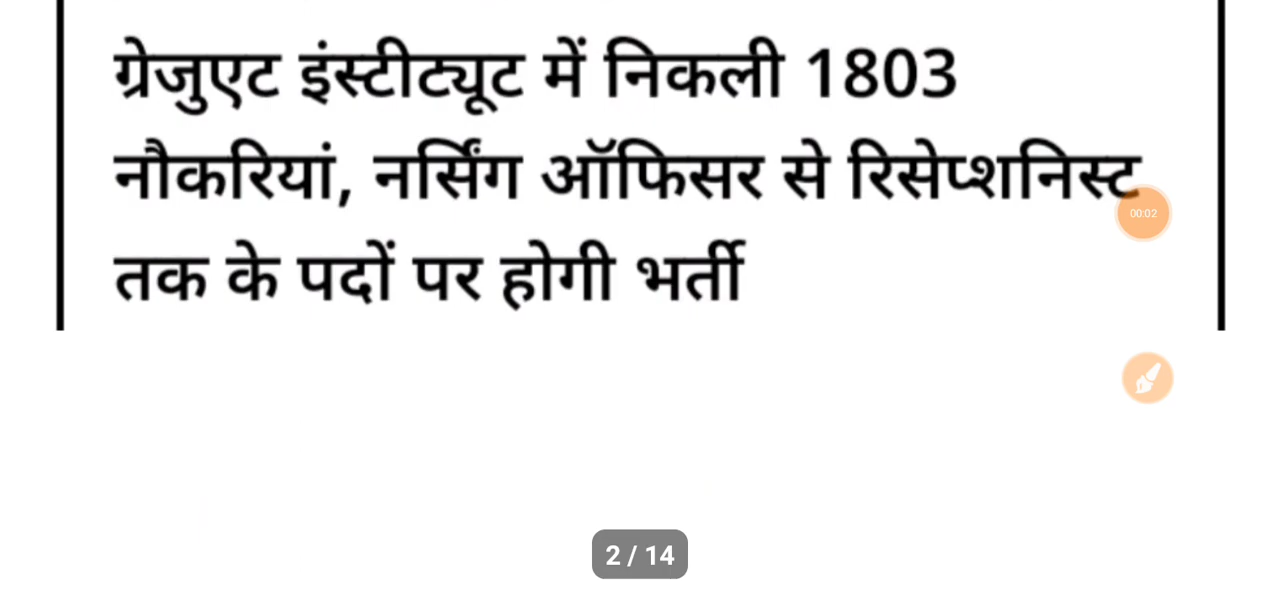 ग्रेजुएट इंस्टीट्यूट में निकली 1803
नौकरियां, नर्सिंग ऑफिसर से रिसेप्शनिस्ट
00:02
तक के पदों पर होगी भर्ती
2 / 14